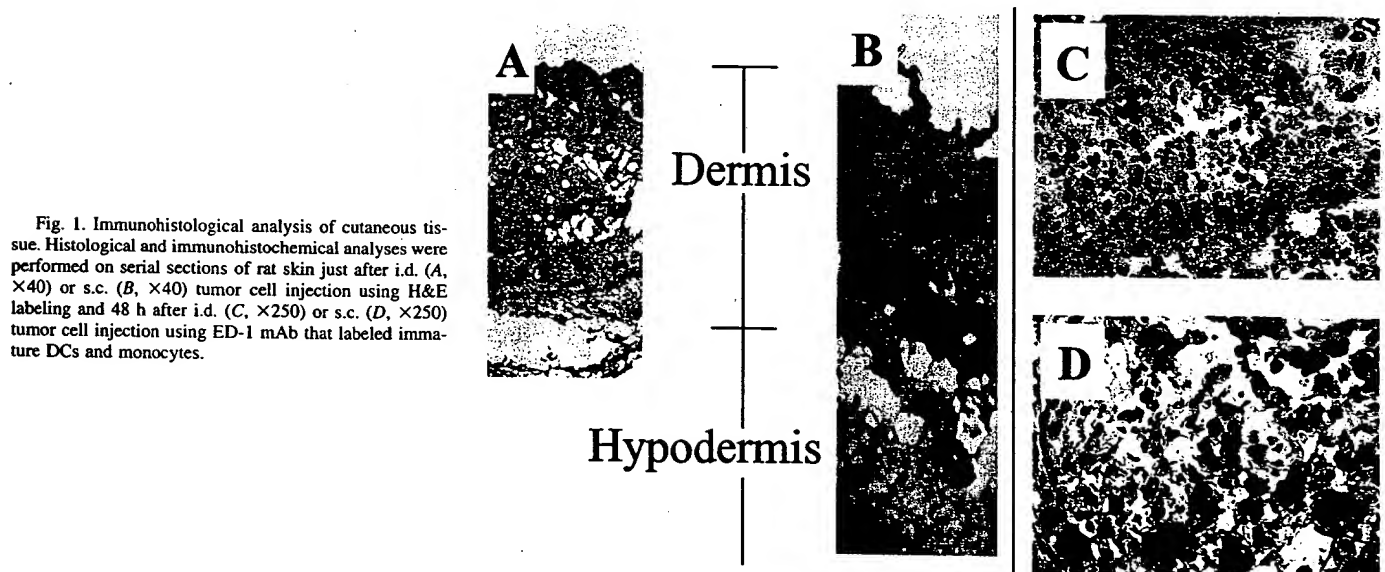 Fig. 1. Immunohistological analysis of cutaneous tis-
sue. Histological and immunohistochemical analyses were
performed on serial sections of rat skin just after i.d. (A,
×40) or s.c. (B, ×40) tumor cell injection using H&E
labeling and 48 h after i.d. (C, ×250) or s.c. (D, ×250)
tumor cell injection using ED-1 mAb that labeled imma-
ture DCs and monocytes.
A
Dermis
Hypodermis
B
C
D